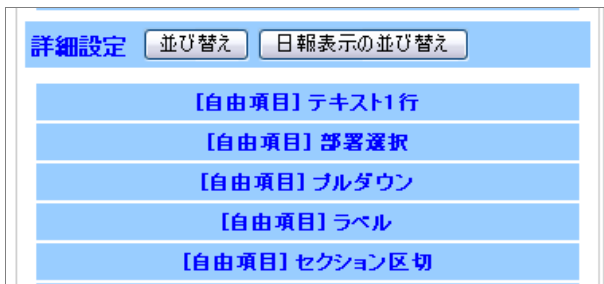 詳細設定 並び替え 日報表示の並び替え
[自由項目] テキスト1行
[自由項目] 部署選択
[自由項目] プルダウン
[自由項目] ラベル
[自由項目] セクション区切